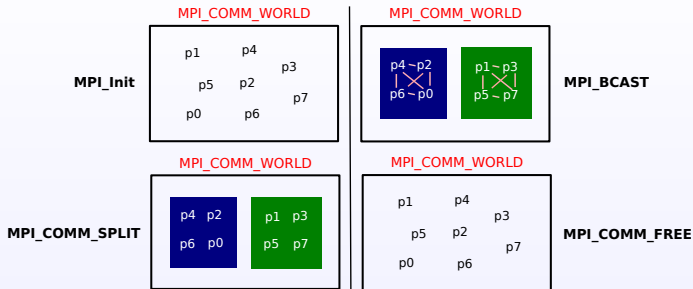 MPI_COMM_WORLD
MPI_Init
p1 p4
p3
p5 p2
p7
p0 p6
MPI_COMM_WORLD
MPI_COMM_SPLIT
p4 p2
p6 p0
p1 p3
p5 p7
MPI_COMM_WORLD
MPI_BCAST
p4 p2
p6 p0
p1 p3
p5 p7
MPI_COMM_WORLD
MPI_COMM_FREE
p1 p4
p3
p5 p2
p7
p0 p6